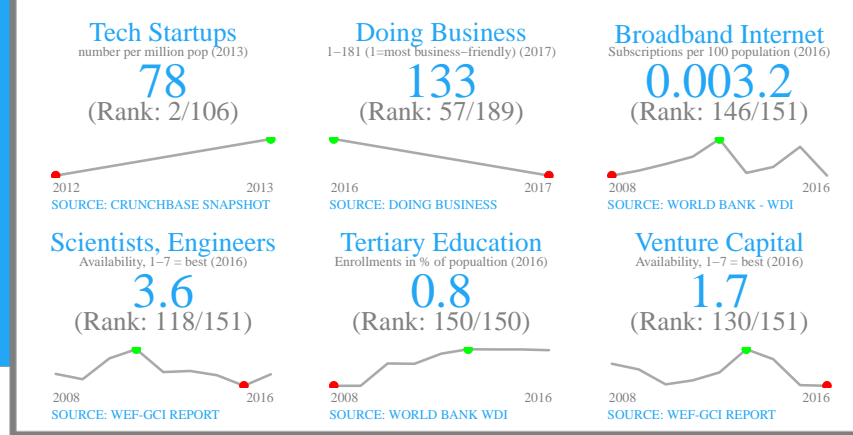 Tech Startups
number per million pop (2013)
78
(Rank: 2/106)
2012 2013
SOURCE: CRUNCHBASE SNAPSHOT
Doing Business
1−181 (1=most business−friendly) (2017)
133
(Rank: 57/189)
2016 2017
SOURCE: DOING BUSINESS
Broadband Internet
Subscriptions per 100 population (2016)
0.003.2
(Rank: 146/151)
2008 2016
SOURCE: WORLD BANK - WDI
Scientists, Engineers
Availability, 1−7 = best (2016)
3.6
(Rank: 118/151)
2008 2016
SOURCE: WEF-GCI REPORT
Tertiary Education
Enrollments in % of popualtion (2016)
0.8
(Rank: 150/150)
2008 2016
SOURCE: WORLD BANK WDI
Venture Capital
Availability, 1−7 = best (2016)
1.7
(Rank: 130/151)
2008 2016
SOURCE: WEF-GCI REPORT